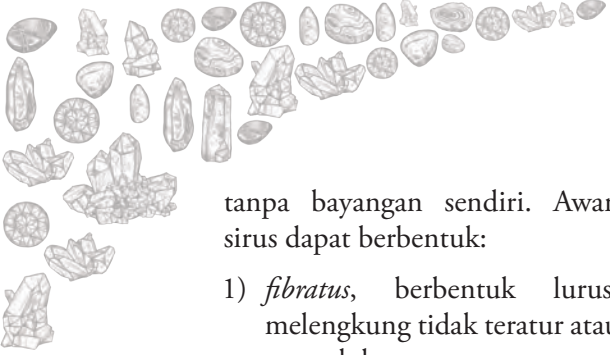 tanpa bayangan sendiri. Awan
sirus dapat berbentuk:
1) fibratus, berbentuk lurus,
melengkung tidak teratur atau